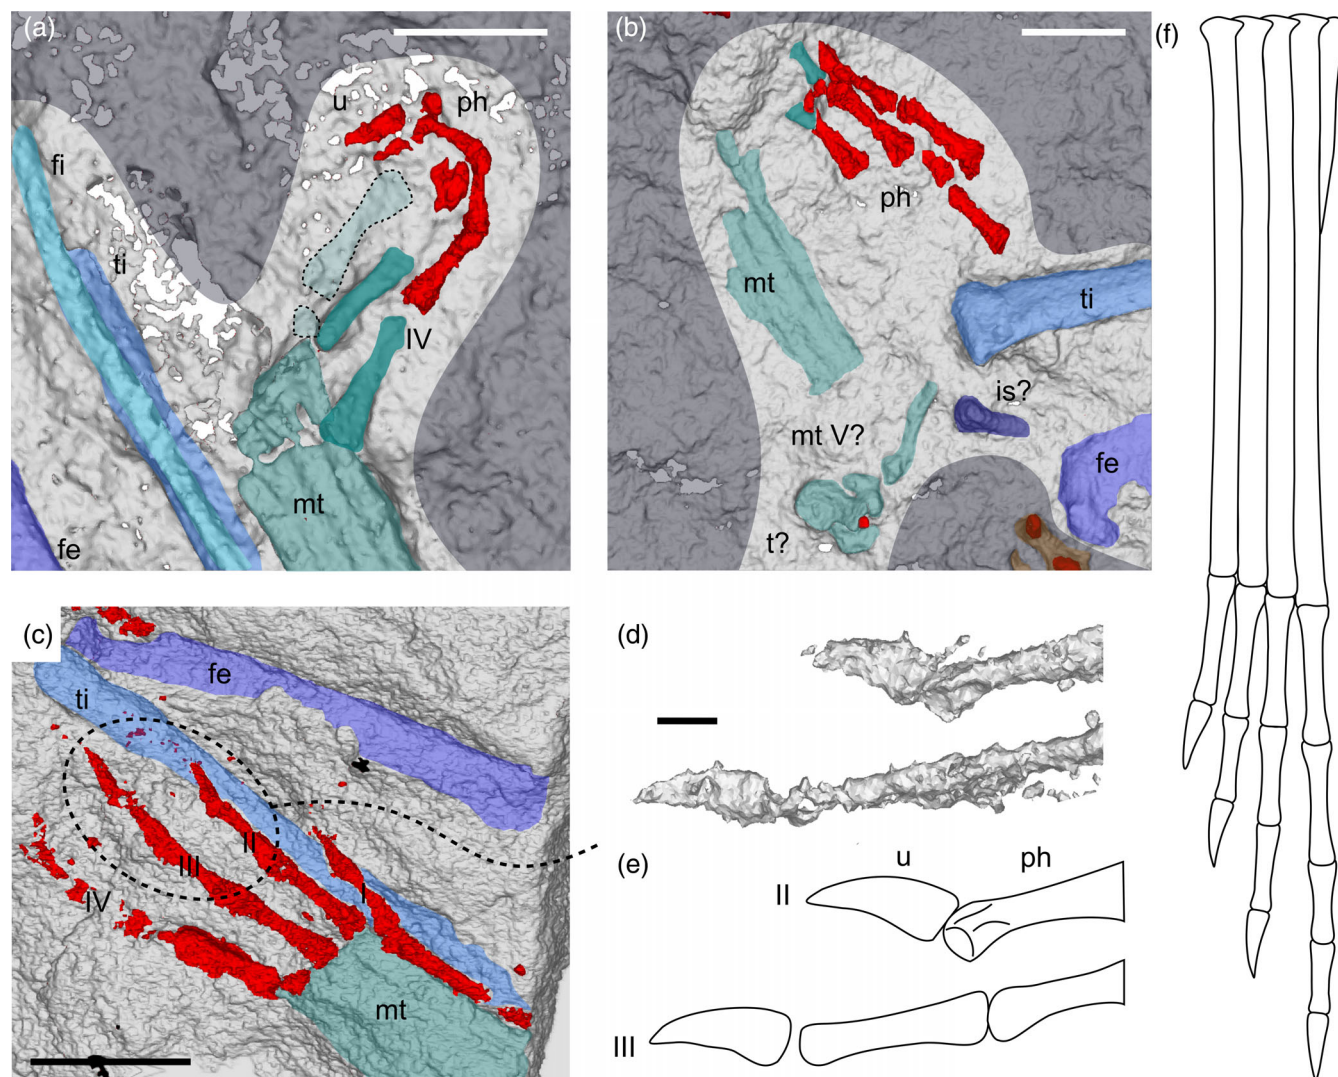 (a)
u
ph
fi
ti
IV
mt
fe
(b)
ph
mt
ti
is?
mt V?
fe
t?
(f)
(c)
fe
ti
II
III
I
IV
mt
(d)
(e)
u
ph
II
III